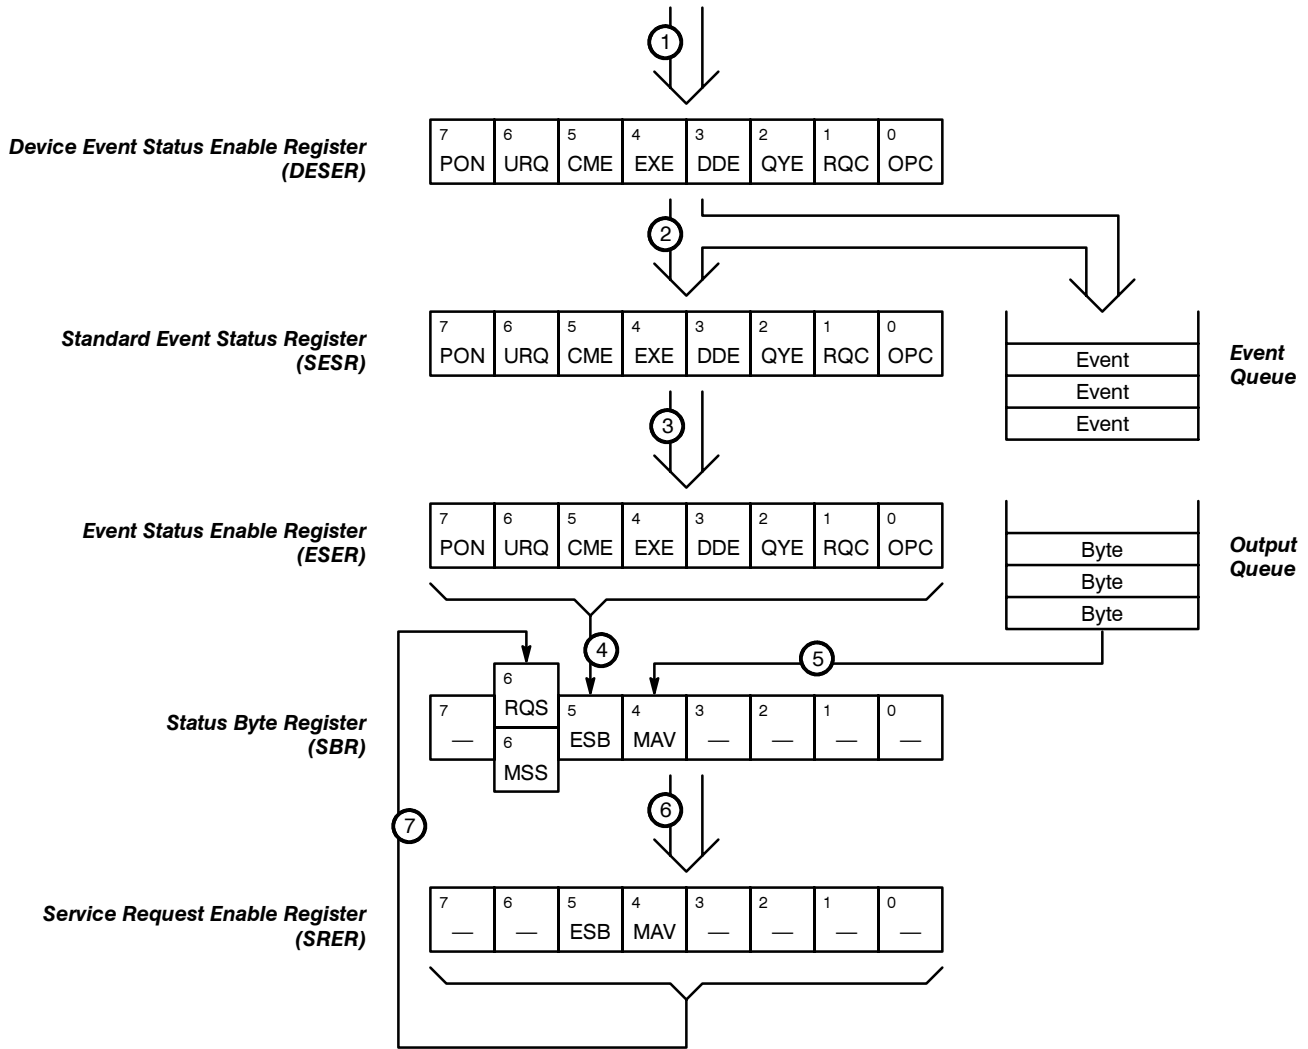 1
Device Event Status Enable Register
(DESER)
7 6 5 4 3 2 1 0
PON URQ CME EXE DDE QYE RQC OPC
2
Standard Event Status Register
(SESR)
7 6 5 4 3 2 1 0
PON URQ CME EXE DDE QYE RQC OPC
Event
Event
Event
Event
Queue
3
Event Status Enable Register
(ESER)
7 6 5 4 3 2 1 0
PON URQ CME EXE DDE QYE RQC OPC
Byte
Byte
Byte
Output
Queue
4
5
Status Byte Register
(SBR)
6
RQS
7 5 4 3 2 1 0
— ESB MAV — — — —
6
MSS
6
7
Service Request Enable Register
(SRER)
7 6 5 4 3 2 1 0
— — ESB MAV — — — —